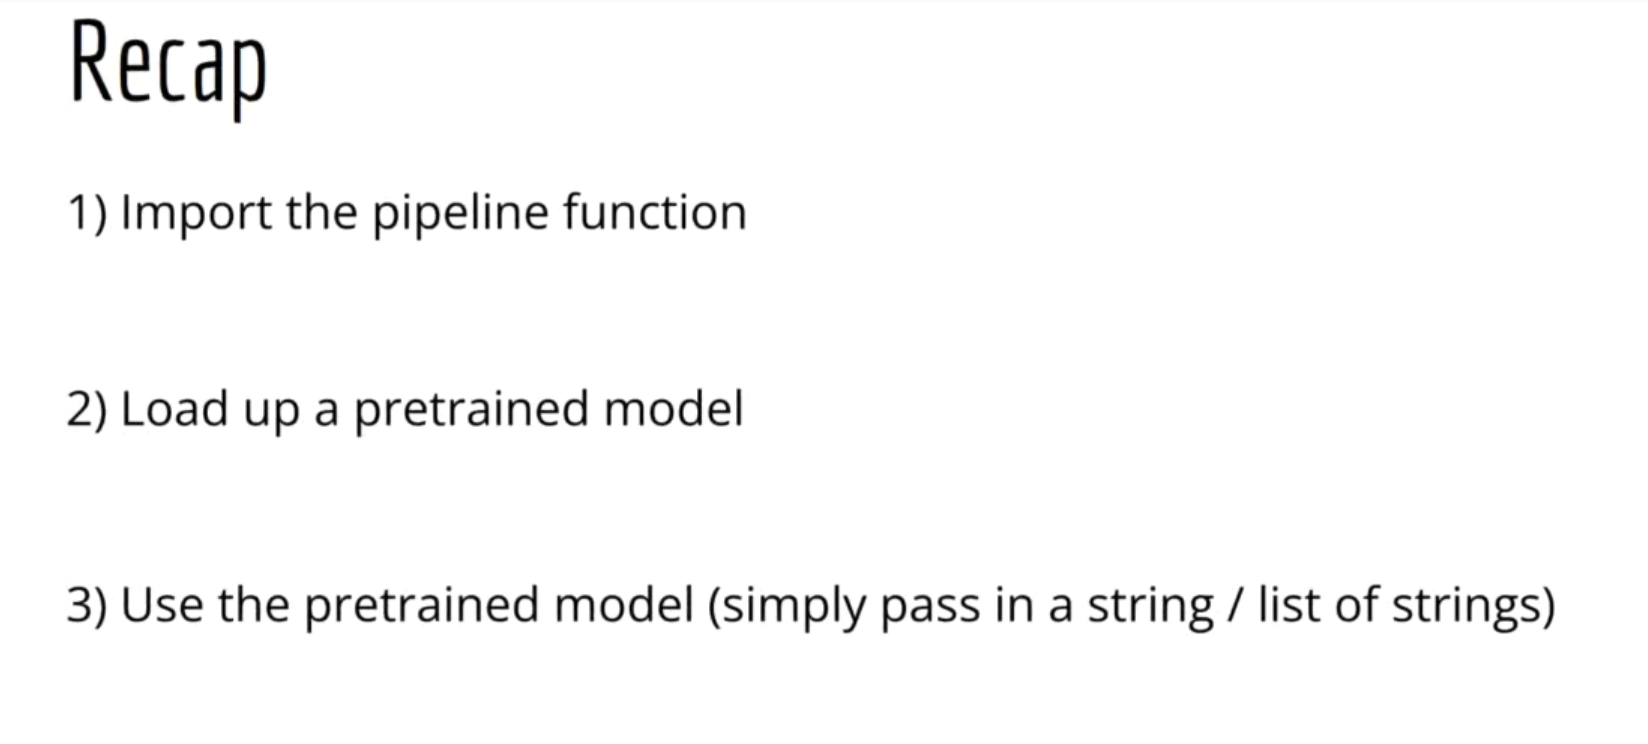 Recap
1) Import the pipeline function
2) Load up a pretrained model
3) Use the pretrained model (simply pass in a string / list of strings)